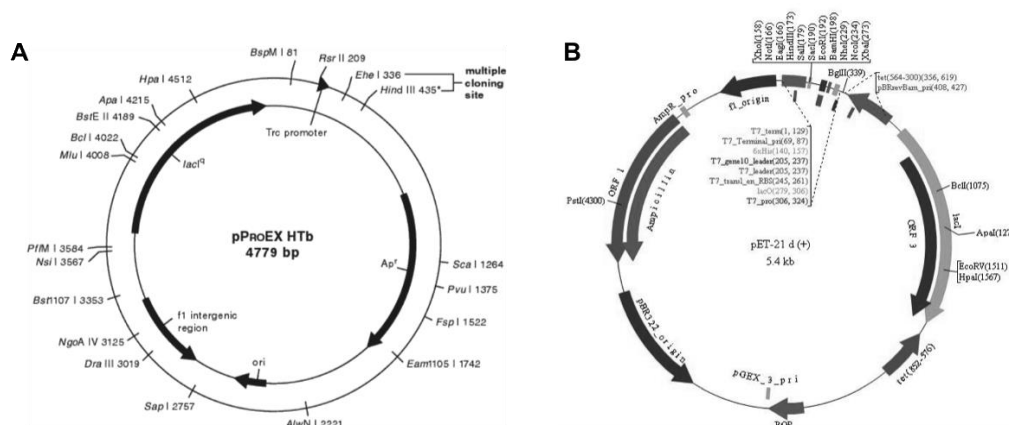 A
BspM I 81
Rsr II 209
Ehe I 336
Hind III 435*
multiple
cloning
site
Hpa I 4512
Apa I 4215
BstE II 4189
Bcl I 4022
Mlu I 4008
Trc promoter
lacIq
PflM I 3584
Nsi I 3567
pPROEX HTb
4779 bp
Apr
Sca I 1264
Pvu I 1375
Fsp I 1522
Eam1105 I 1742
Bst1107 I 3353
f1 intergenic
region
NgoA IV 3125
Dra III 3019
ori
Sap I 2757
AlwN I 2221
B
XhoI(158)
NotI(166)
EagI(166)
HindIII(173)
SalI(179)
SacI(190)
EcoRI(192)
BamHI(198)
NheI(229)
NcoI(234)
XbaI(273)
BglII(339)
tet(564-300)(356, 619)
pBRrevBam_pri(408, 427)
AmpR_pro
f1_origin
T7_term(1, 129)
T7_Terminal_pri(69, 87)
6xHis(140, 157)
T7_gene10_leader(205, 237)
T7_leader(205, 237)
T7_transl_en_RBS(245, 261)
lacO(279, 306)
T7_pro(306, 324)
ORF 1
Ampicillin
PstI(4300)
BclI(1075)
lacI
ORF 3
ApaI(127
EcoRV(1511)
HpaI(1567)
pET-21 d (+)
5.4 kb
pBR322_origin
pGEX_3_pri
tet(852-576)